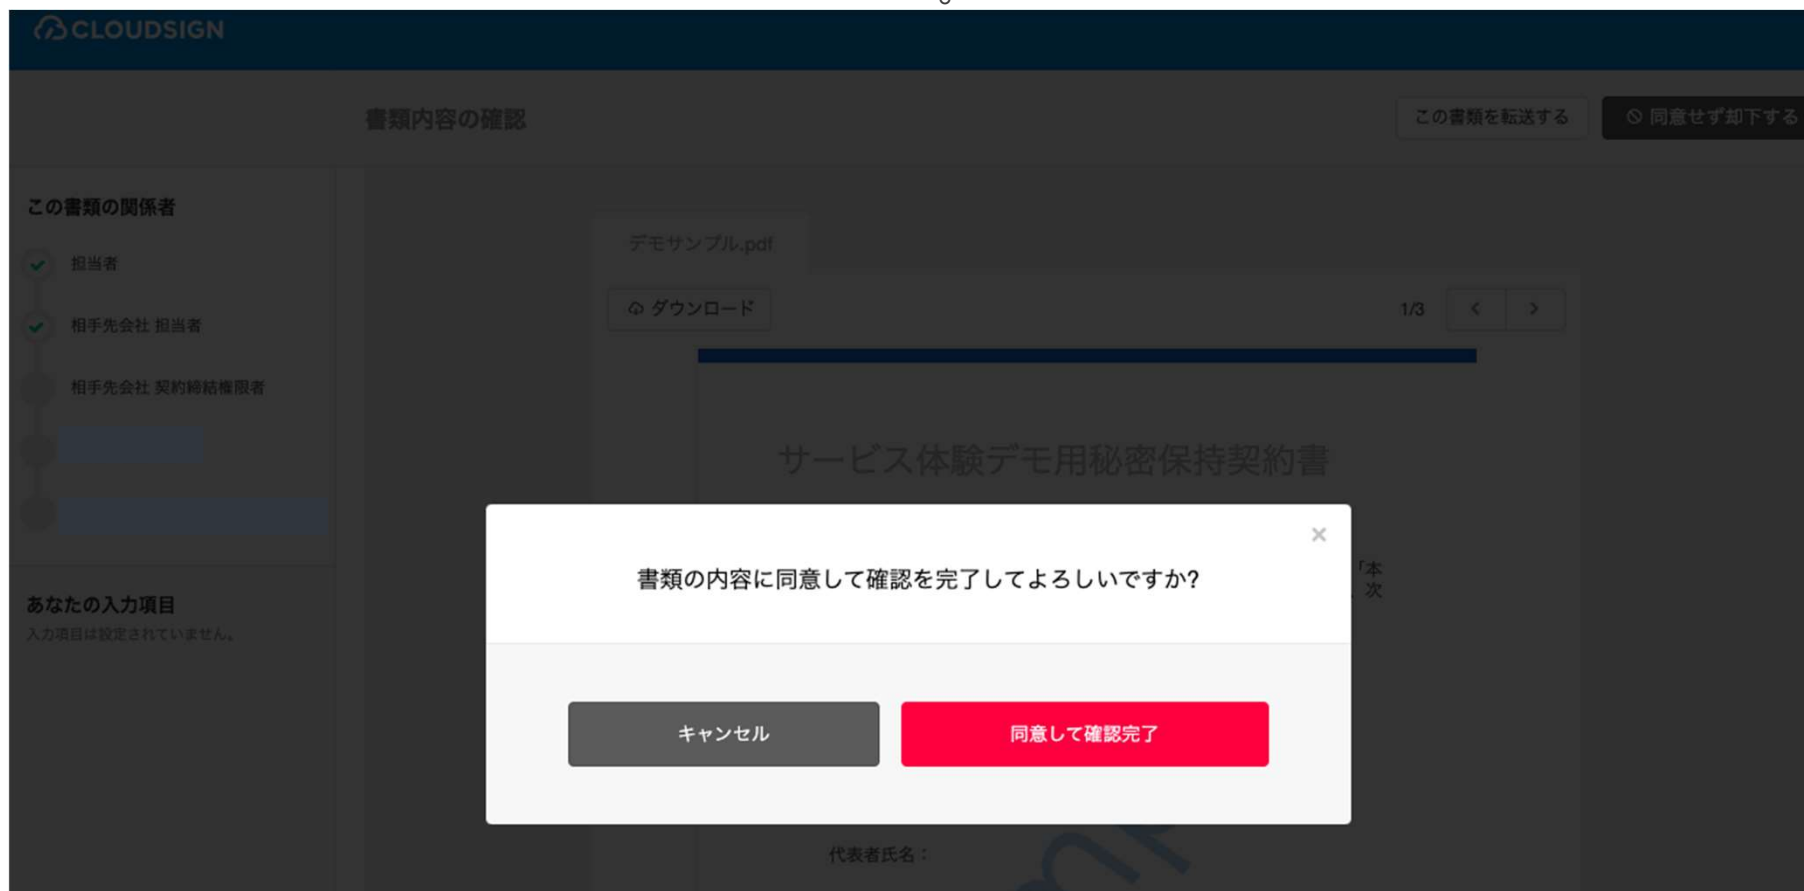 CLOUDSIGN
書類内容の確認
この書類を転送する
同意せず却下する
この書類の関係者
担当者
相手先会社 担当者
相手先会社 契約締結権限者
あなたの入力項目
入力項目は設定されていません。
デモサンプル.pdf
ダウンロード
1/3
サービス体験デモ用秘密保持契約書
「本
、次
書類の内容に同意して確認を完了してよろしいですか?
キャンセル
同意して確認完了
代表者氏名：